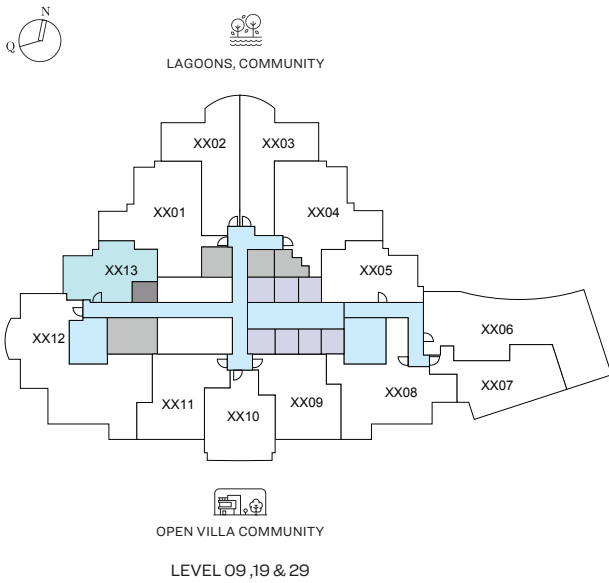 N
Q
LAGOONS, COMMUNITY
XX02 XX03
XX01 XX04
XX13 XX05
XX12 XX06
XX07
XX08
XX11 XX10 XX09
OPEN VILLA COMMUNITY
LEVEL 09 ,19 & 29